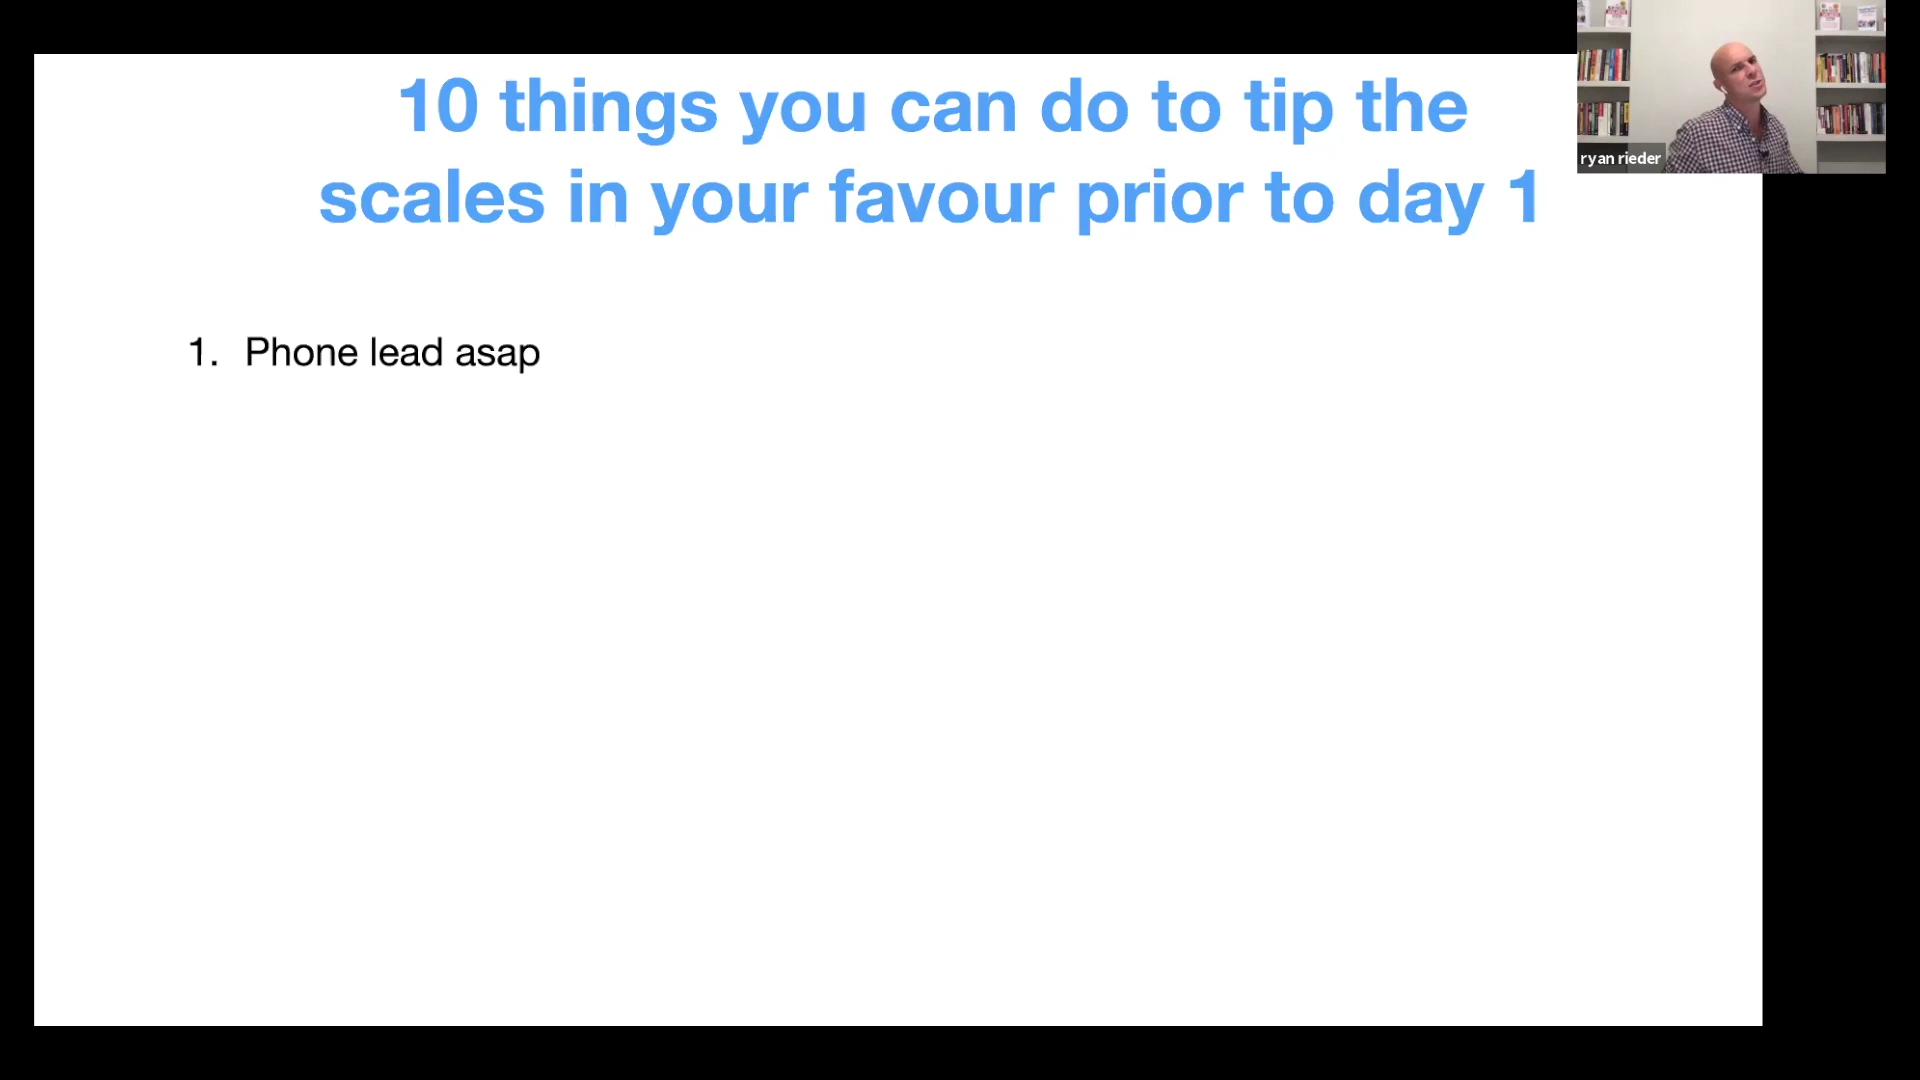 10 things you can do to tip the
scales in your favour prior to day 1
ryan rieder
1. Phone lead asap